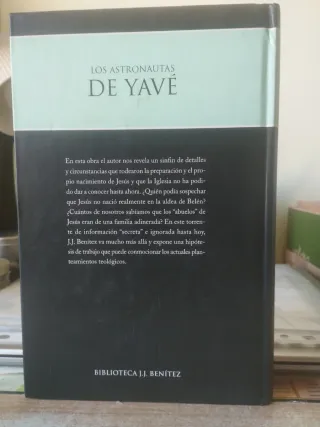 LOS ASTRONAUTAS
DE YAVÉ
En esta obra el autor nos revela un sinfín de detalles
y circunstancias que rodearon la preparación y el pro-
pio nacimiento de Jesús y que la Iglesia no ha podi-
do dar a conocer hasta ahora. ¿Quién podía sospechar
que Jesús no nació realmente en la aldea de Belén?
¿Cuántos de nosotros sabíamos que los "abuelos" de
Jesús eran de una familia adinerada? En este torren-
te de información "secreta" e ignorada hasta hoy,
J.J. Benítez va mucho más allá y expone una hipóte-
sis de trabajo que puede conmocionar los actuales plan-
teamientos teológicos.
BIBLIOTECA J.J. BENÍTEZ